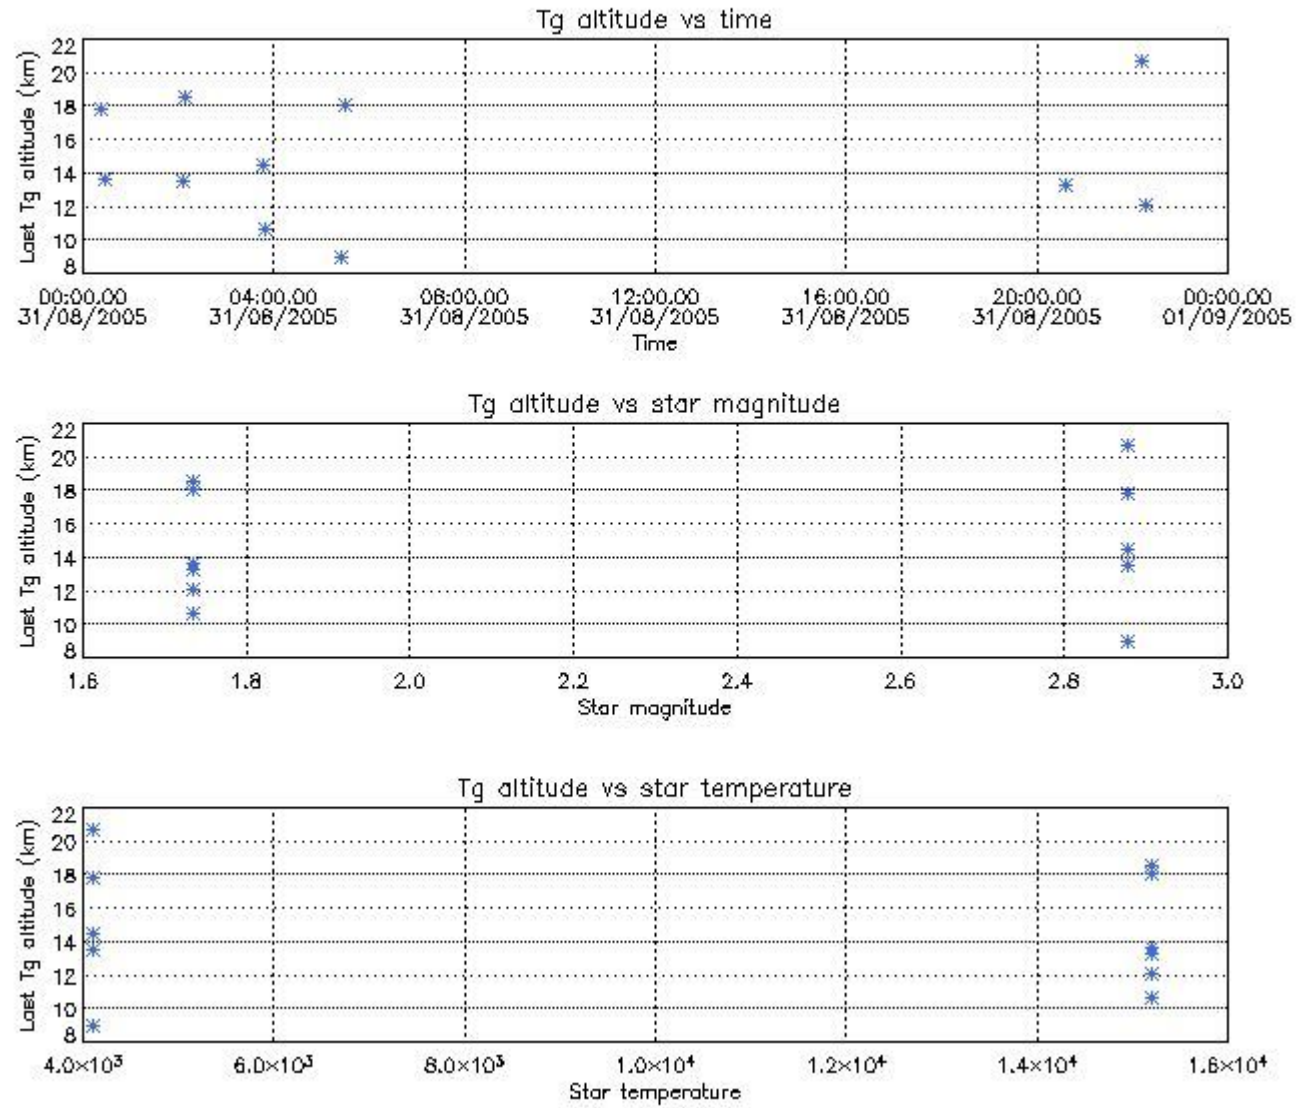 Tg altitude vs time
Last Tg altitude (km)
22
20
18
16
14
12
10
8
00:00.00 04:00.00 08:00.00 12:00.00 16:00.00 20:00.00 00:00.00
31/08/2005 31/08/2005 31/08/2005 31/08/2005 31/08/2005 31/08/2005 01/09/2005
Time
Tg altitude vs star magnitude
Last Tg altitude (km)
22
20
18
16
14
12
10
8
1.6 1.8 2.0 2.2 2.4 2.6 2.8 3.0
Star magnitude
Tg altitude vs star temperature
Last Tg altitude (km)
22
20
18
16
14
12
10
8
4.0×10³ 6.0×10³ 8.0×10³ 1.0×10⁴ 1.2×10⁴ 1.4×10⁴ 1.6×10⁴
Star temperature